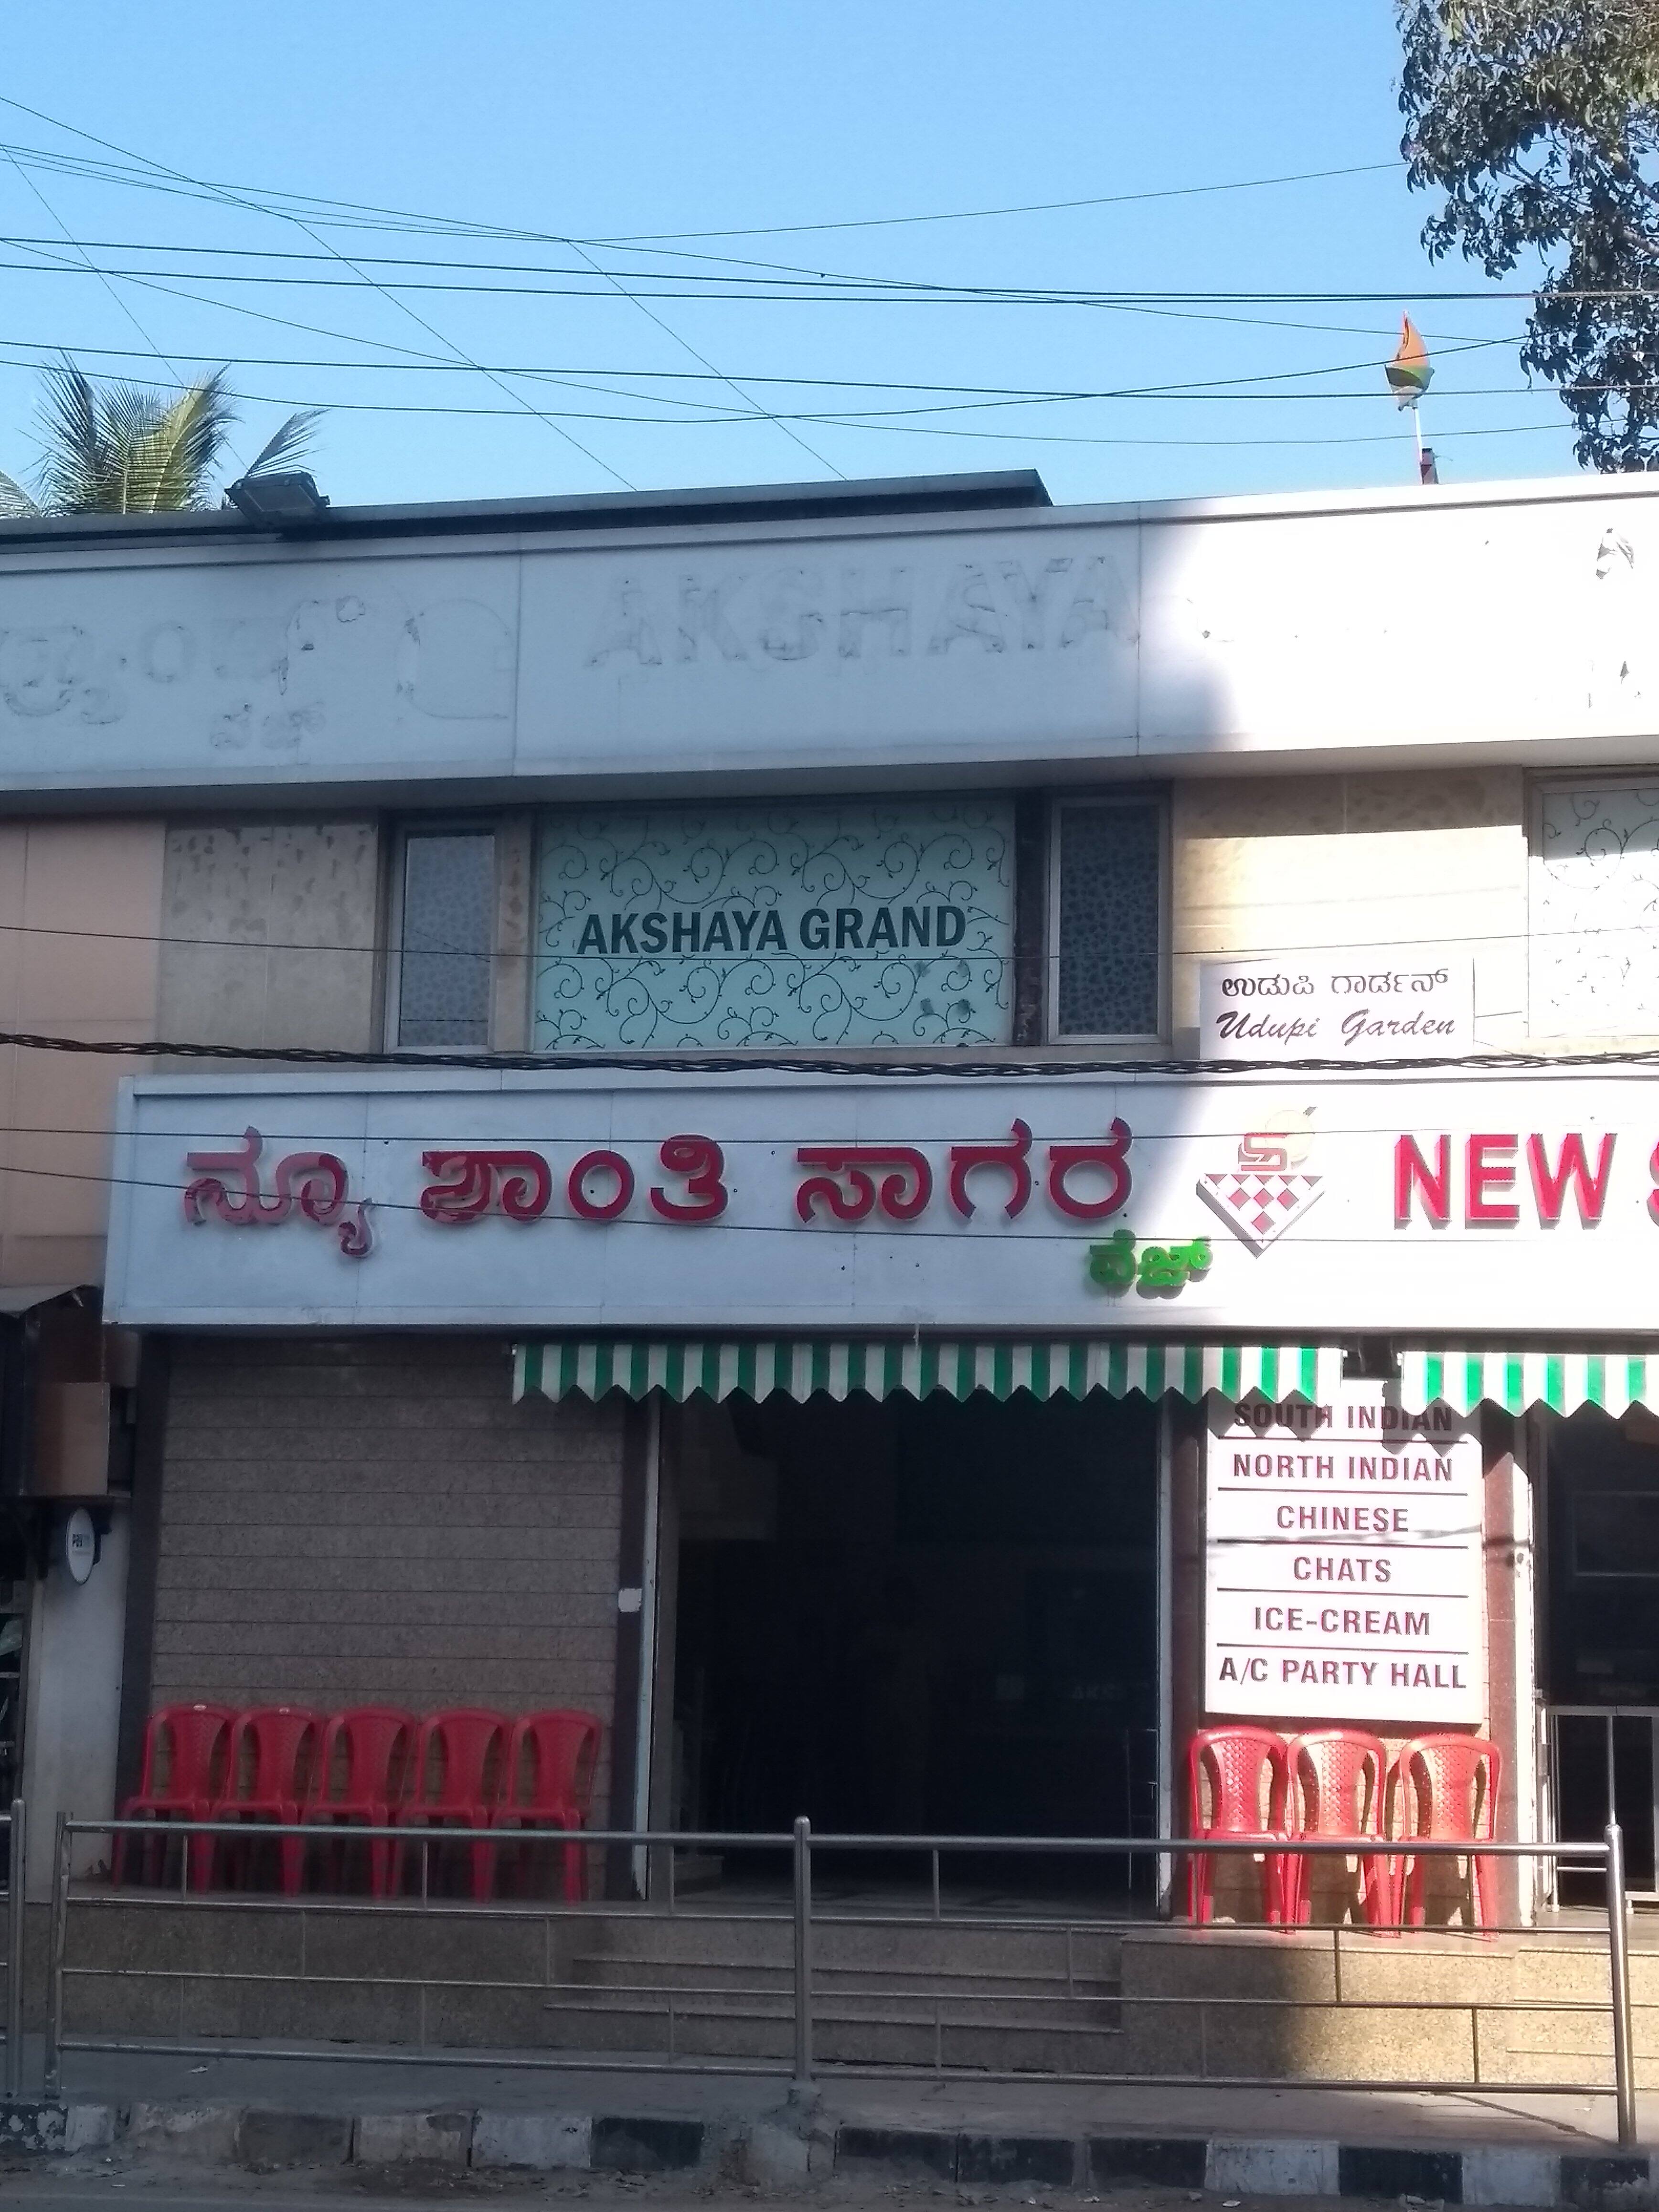 AKSHAYA
AKSHAYA GRAND
ಉಡುಪಿ ಗಾರ್ಡನ್
Udupi Garden
ನ್ಯೂ ಶಾಂತಿ ಸಾಗರ
NEW
ವೆಜ್
SOUTH INDIAN
NORTH INDIAN
CHINESE
CHATS
ICE-CREAM
A/C PARTY HALL